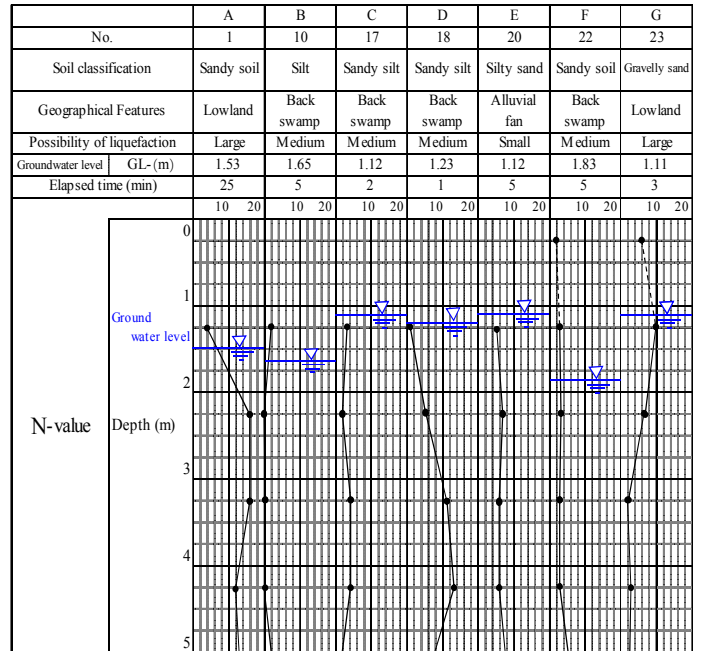 A B C D E F G
No. 1 10 17 18 20 22 23
Soil classification Sandy soil Silt Sandy silt Sandy silt Silty sand Sandy soil Gravelly sand
Geographical Features Lowland Back swamp Back swamp Back swamp Alluvial fan Back swamp Lowland
Possibility of liquefaction Large Medium Medium Medium Small Medium Large
Groundwater level GL-(m) 1.53 1.65 1.12 1.23 1.12 1.83 1.11
Elapsed time (min) 25 5 2 1 5 5 3
10 20 10 20 10 20 10 20 10 20 10 20 10 20
0
1
Ground
water level
2
N-value Depth (m)
3
4
5